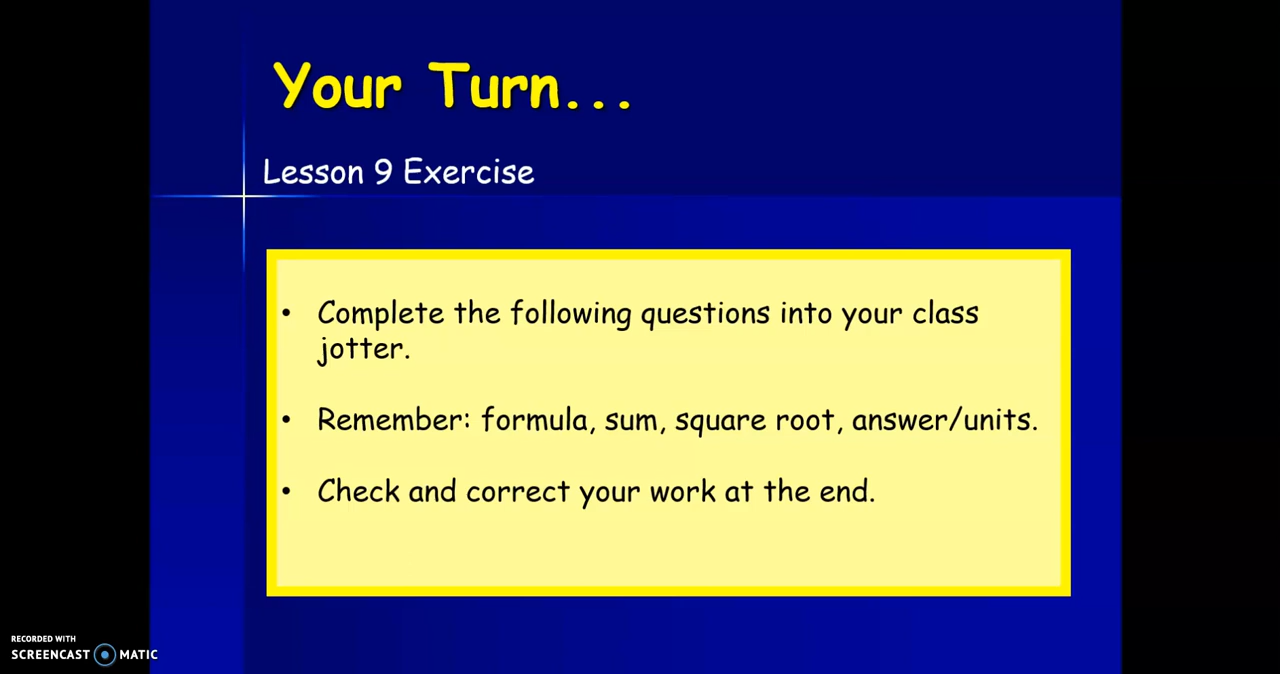 Your Turn...
Lesson 9 Exercise
• Complete the following questions into your class
jotter.
• Remember: formula, sum, square root, answer/units.
• Check and correct your work at the end.
RECORDED WITH
SCREENCAST MATIC